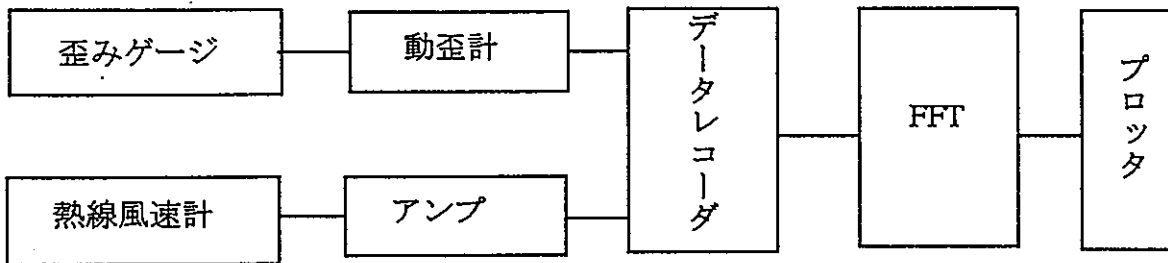 歪みゲージ
動歪計
データレコーダ
FFT
プロッタ
熱線風速計
アンプ